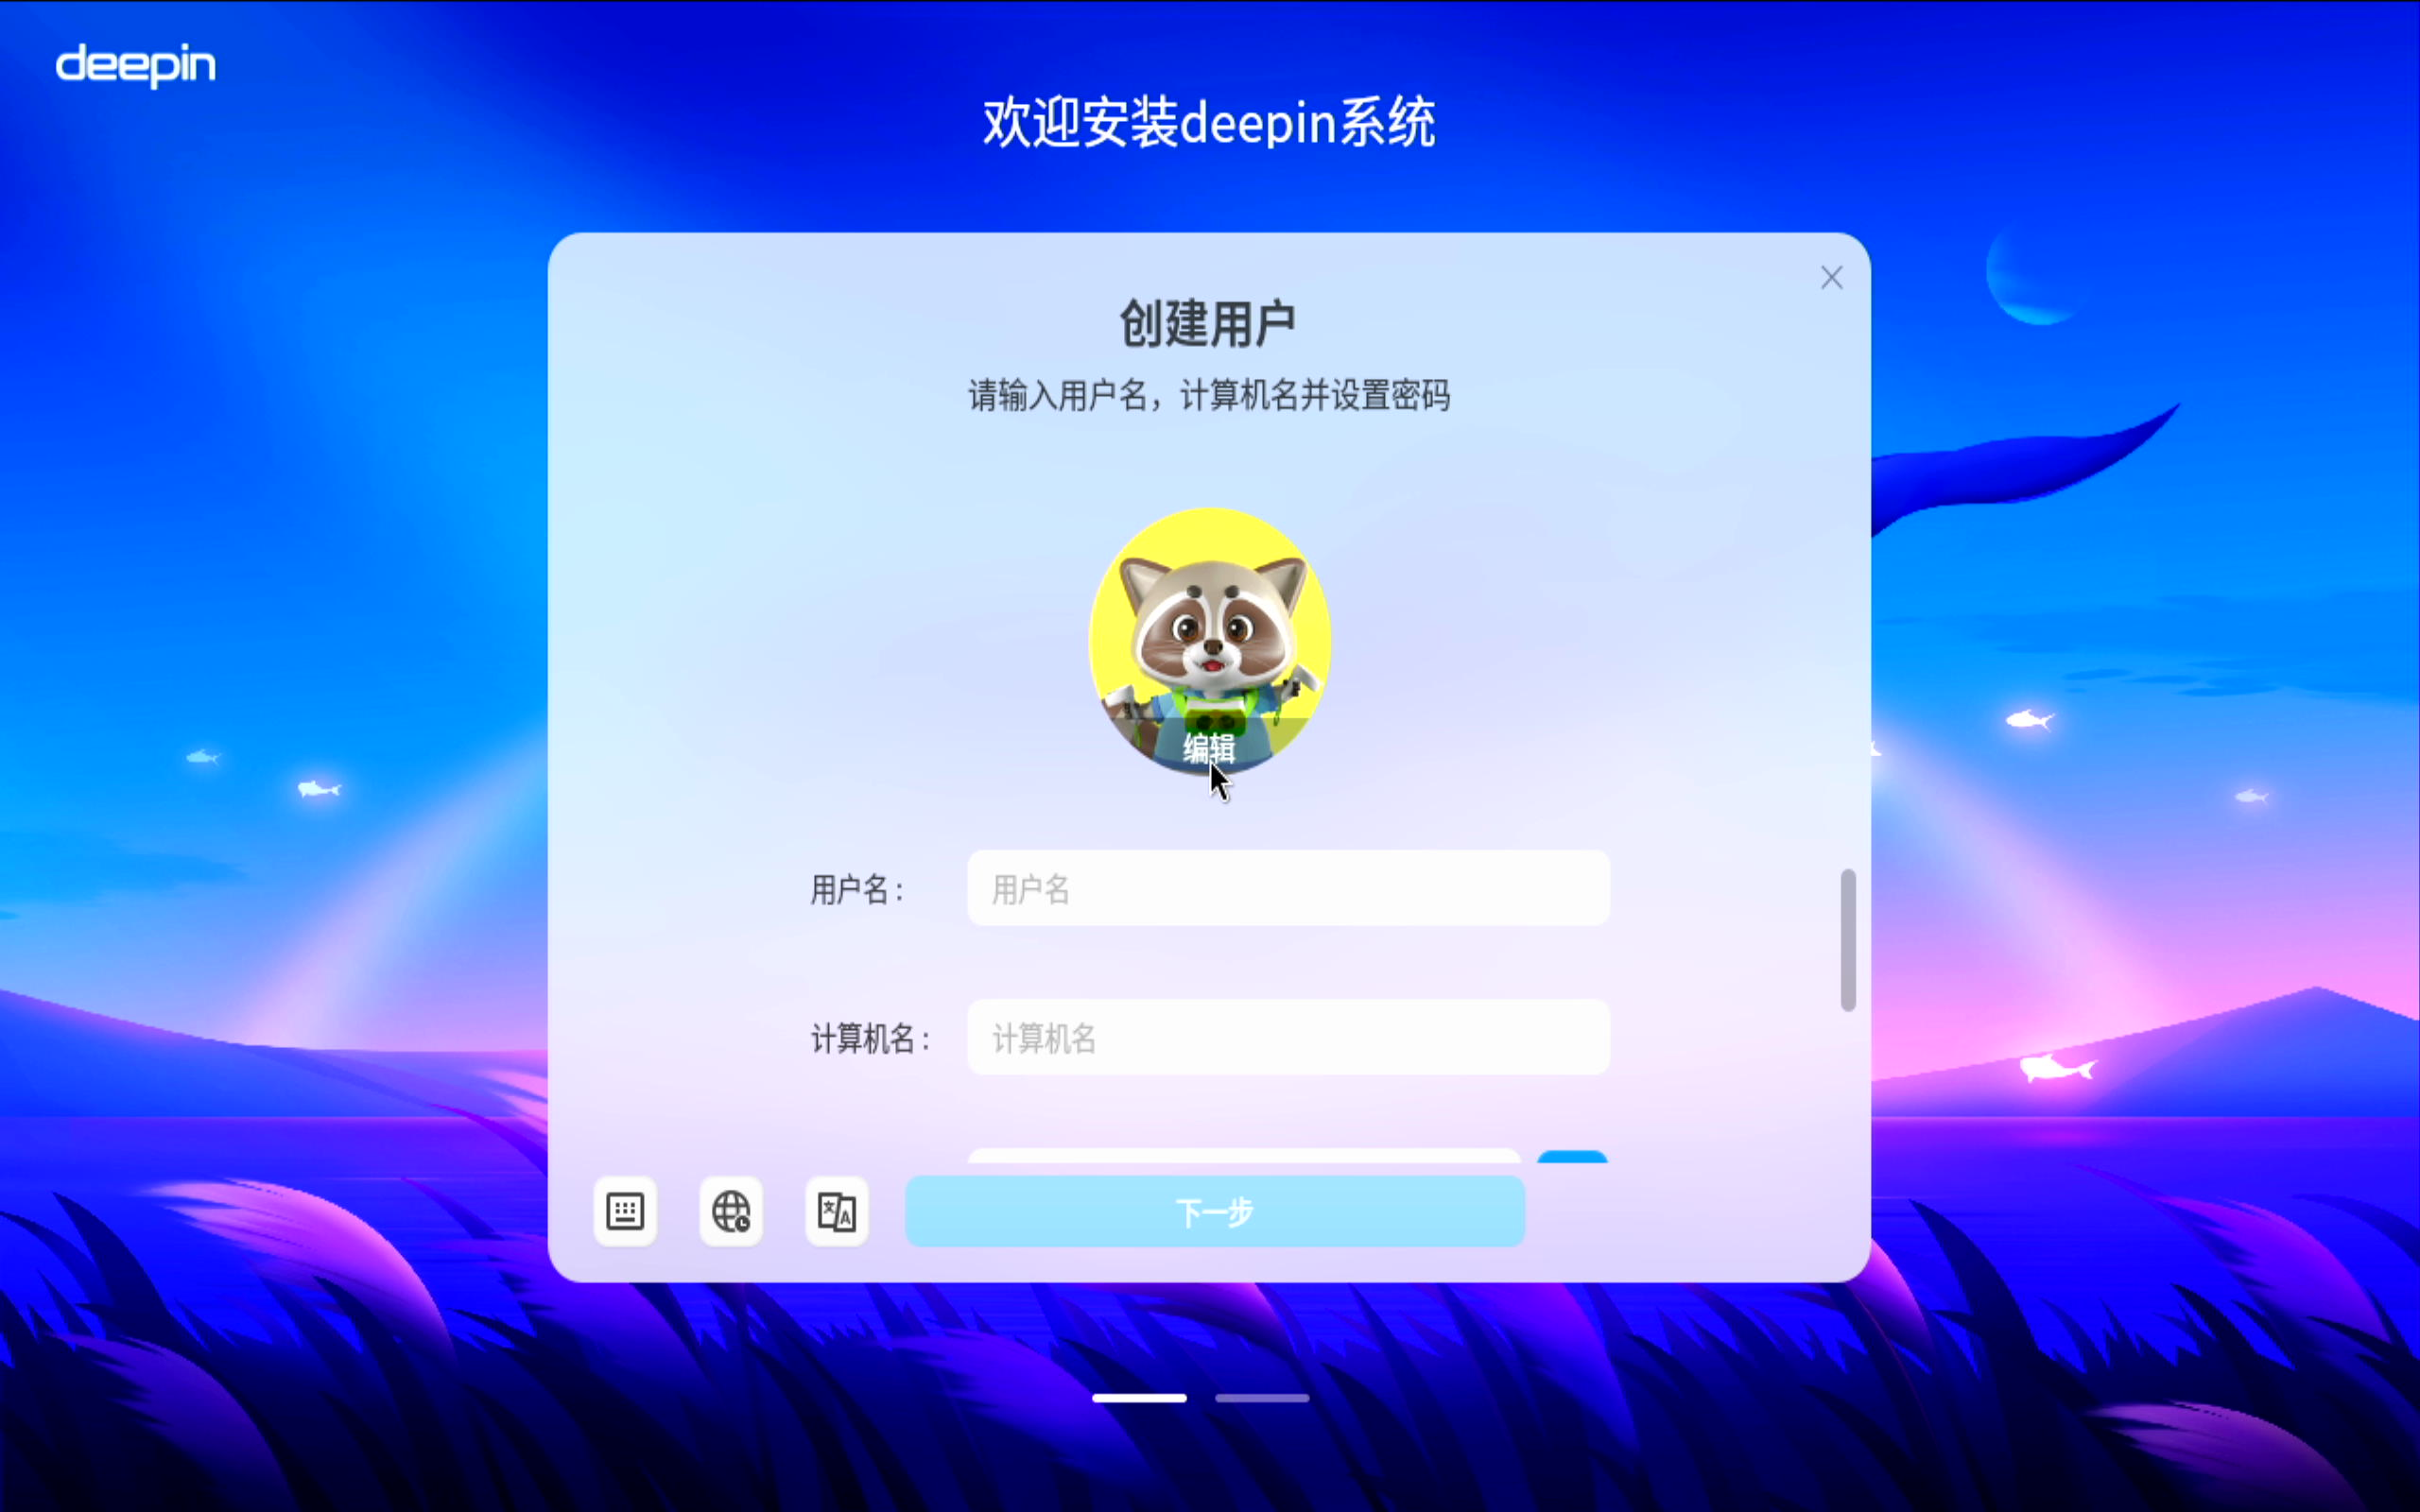 deepin
欢迎安装deepin系统
创建用户
请输入用户名，计算机名并设置密码
编辑
用户名： 用户名
计算机名： 计算机名
下一步